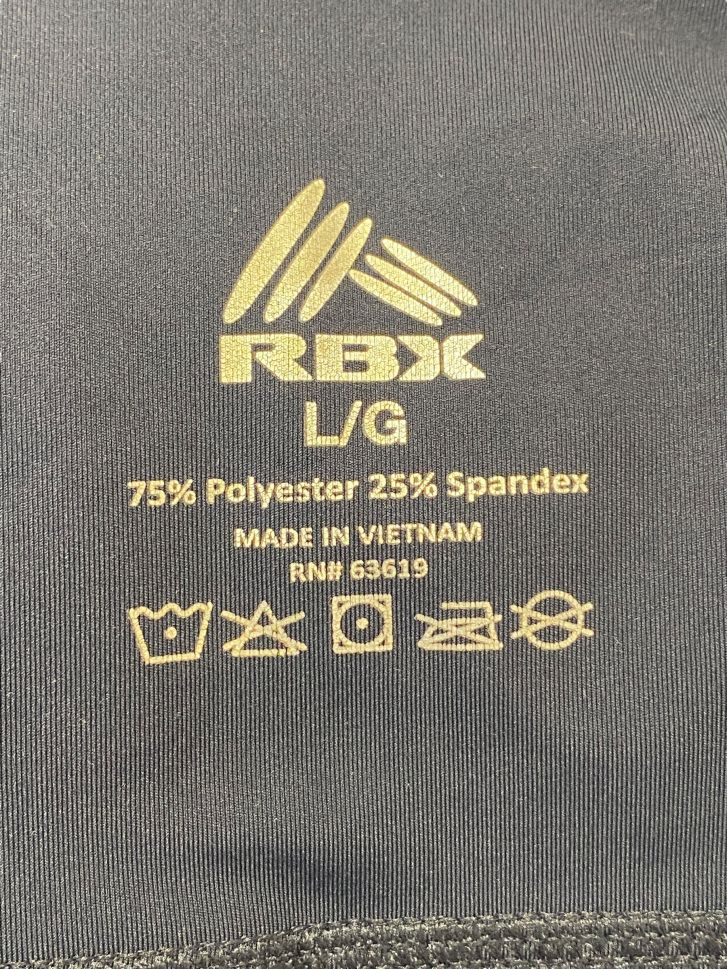 RBX
L/G
75% Polyester 25% Spandex
MADE IN VIETNAM
RN# 63619